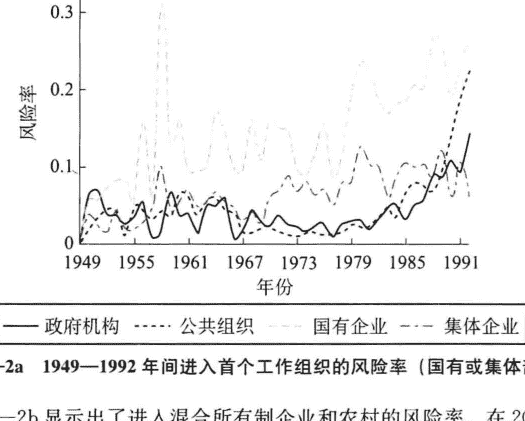 0.3
0.2
风险率
0.1
0
1949 1955 1961 1967 1973 1979 1985 1991
年份
政府机构 公共组织 国有企业 集体企业
-2a 1949—1992 年间进入首个工作组织的风险率(国有或集体
—2b 显示出了进入混合所有制企业和农村的风险率。在 20